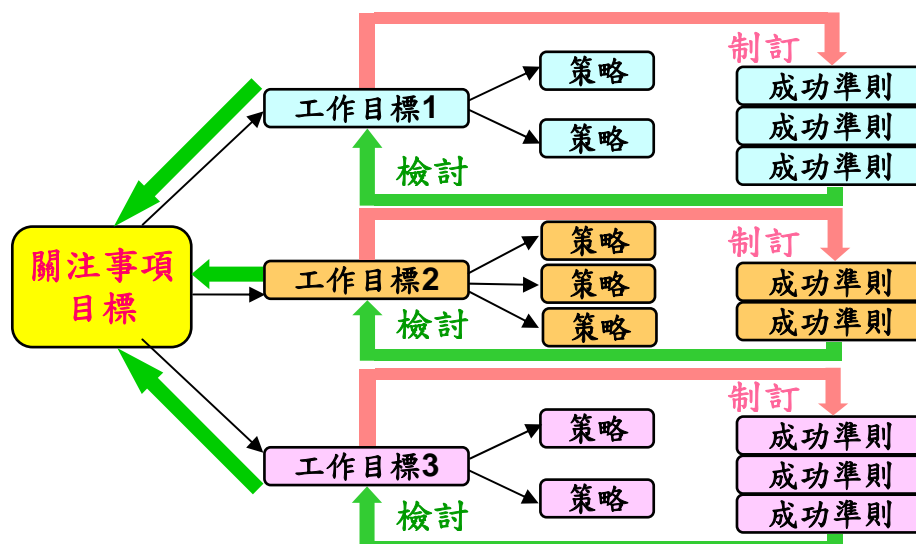 制訂
策略
成功準則
工作目標1
成功準則
策略
成功準則
檢討
關注事項
目標
制訂
策略
工作目標2
策略
成功準則
策略
成功準則
檢討
制訂
策略
成功準則
工作目標3
成功準則
策略
成功準則
檢討